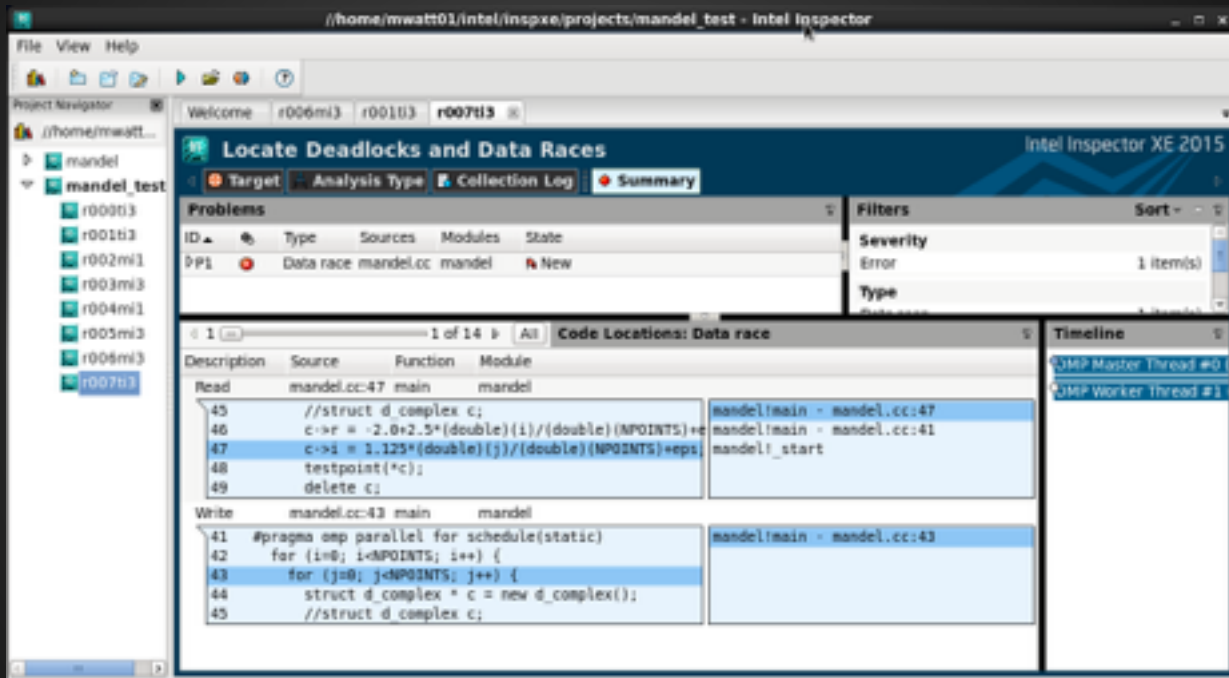 //home/mwatt01/intel/inspxe/projects/mandel_test - Intel Inspector
File View Help
Project Navigator
//home/mwatt...
mandel
mandel_test
r000ti3
r001ti3
r002mi1
r003mi3
r004mi1
r005mi3
r006mi3
r007ti3
Welcome r006mi3 r001ti3 r007ti3
Locate Deadlocks and Data Races
Intel Inspector XE 2015
Target Analysis Type Collection Log Summary
Problems
ID Type Sources Modules State
P1 Data race mandel.cc mandel New
Filters Sort
Severity
Error 1 item(s)
Type
Data race 1 item(s)
1 1 of 14 All Code Locations: Data race
Description Source Function Module
Read mandel.cc:47 main mandel
45 //struct d_complex c;
46 c->r = -2.0+2.5*(double)(i)/(double)(NPOINTS)+e
47 c->i = 1.125*(double)(j)/(double)(NPOINTS)+eps;
48 testpoint(*c);
49 delete c;
mandel!main - mandel.cc:47
mandel!main - mandel.cc:41
mandel!_start
Write mandel.cc:43 main mandel
41 #pragma omp parallel for schedule(static)
42 for (i=0; i<NPOINTS; i++) {
43 for (j=0; j<NPOINTS; j++) {
44 struct d_complex * c = new d_complex();
45 //struct d_complex c;
mandel!main - mandel.cc:43
Timeline
OMP Master Thread #0
OMP Worker Thread #1